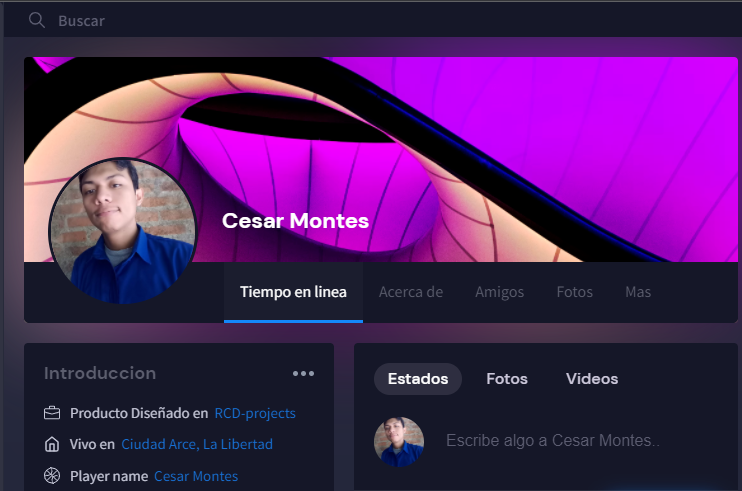 Buscar
Cesar Montes
Tiempo en linea Acerca de Amigos Fotos Mas
Introduccion
Producto Diseñado en RCD-projects
Vivo en Ciudad Arce, La Libertad
Player name Cesar Montes
Estados Fotos Videos
Escribe algo a Cesar Montes..